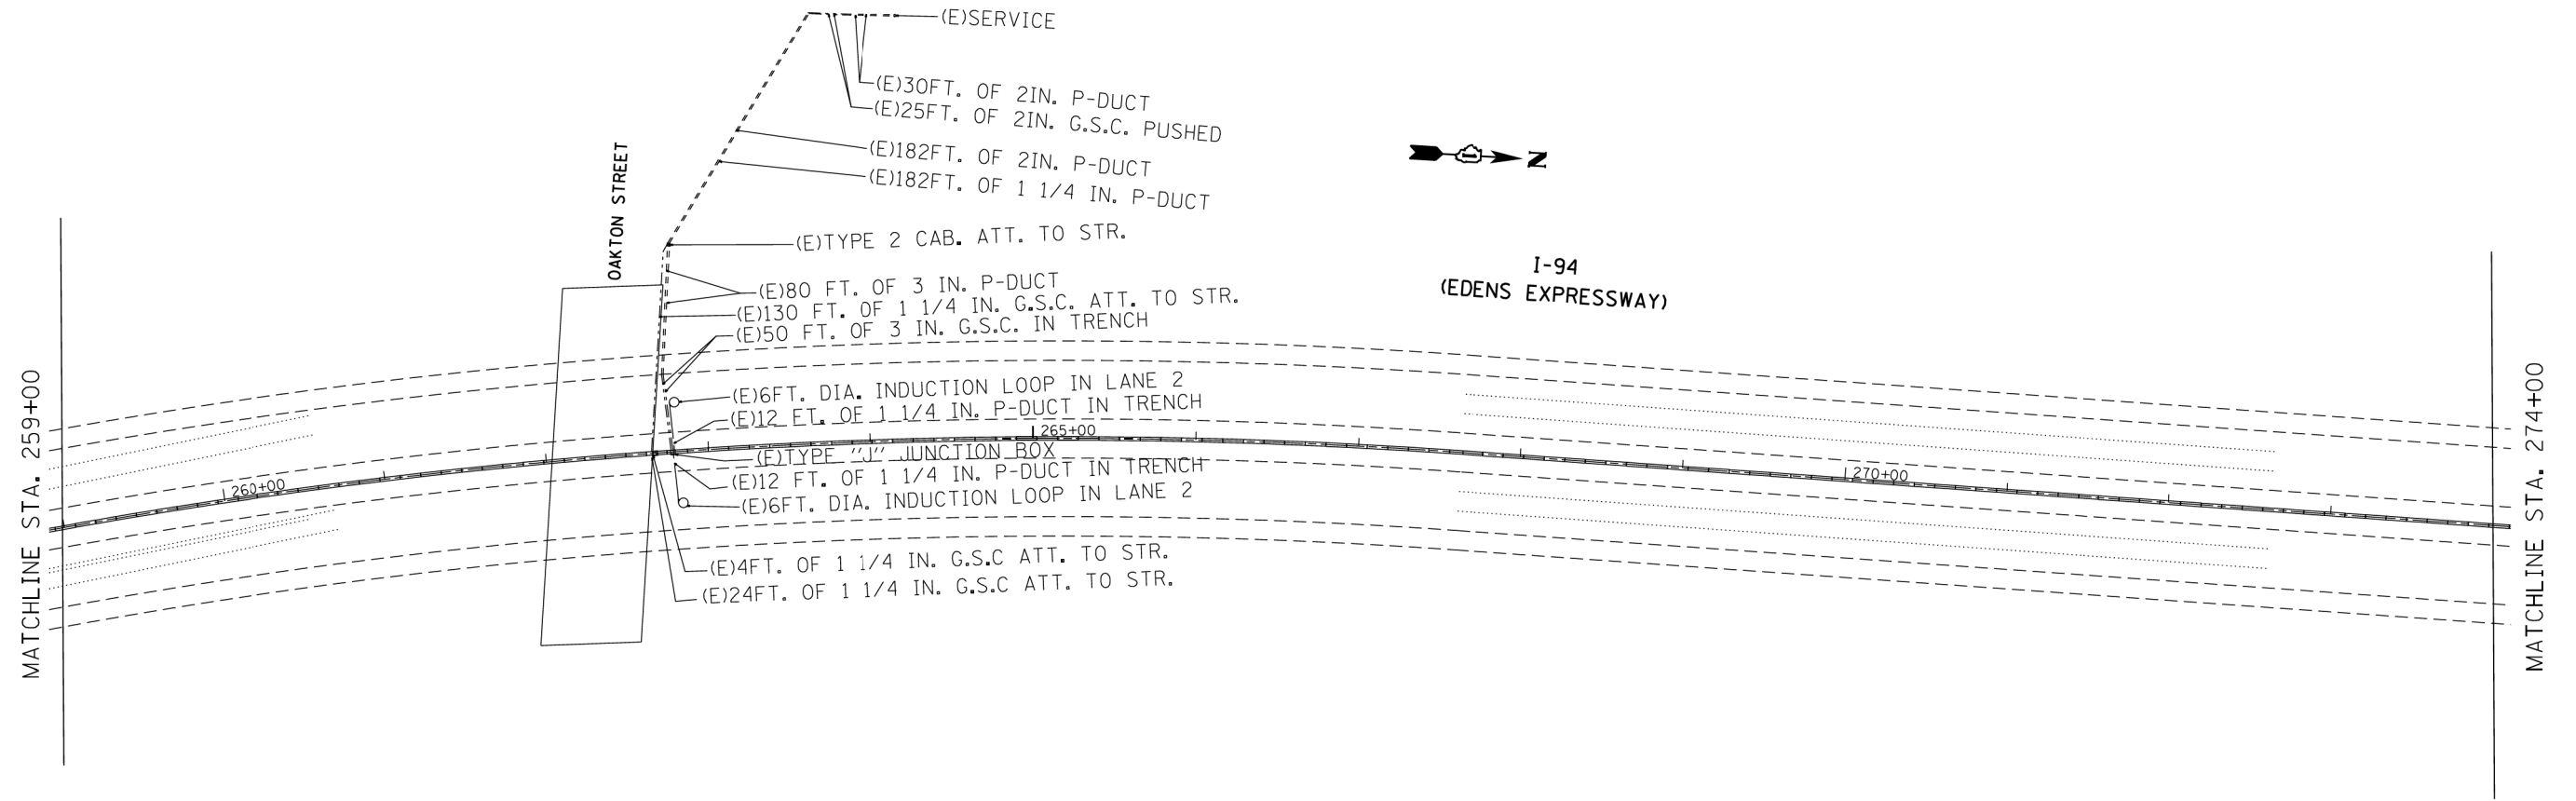 (E)SERVICE
(E)30FT. OF 2IN. P-DUCT
(E)25FT. OF 2IN. G.S.C. PUSHED
(E)182FT. OF 2IN. P-DUCT
(E)182FT. OF 1 1/4 IN. P-DUCT
OAKTON STREET
N
(E)TYPE 2 CAB. ATT. TO STR.
I-94
(EDENS EXPRESSWAY)
(E)80 FT. OF 3 IN. P-DUCT
(E)130 FT. OF 1 1/4 IN. G.S.C. ATT. TO STR.
(E)50 FT. OF 3 IN. G.S.C. IN TRENCH
(E)6FT. DIA. INDUCTION LOOP IN LANE 2
(E)12 FT. OF 1 1/4 IN. P-DUCT IN TRENCH
265+00
(E)TYPE "J" JUNCTION BOX
(E)12 FT. OF 1 1/4 IN. P-DUCT IN TRENCH
270+00
260+00
(E)6FT. DIA. INDUCTION LOOP IN LANE 2
(E)4FT. OF 1 1/4 IN. G.S.C ATT. TO STR.
(E)24FT. OF 1 1/4 IN. G.S.C ATT. TO STR.
MATCHLINE STA. 259+00
MATCHLINE STA. 274+00